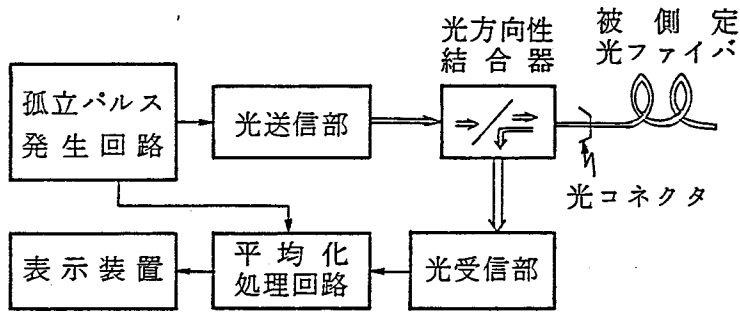 孤立パルス
発生回路
光送信部
光方向性
結合器
被側定
光ファイバ
光コネクタ
表示装置
平均化
処理回路
光受信部